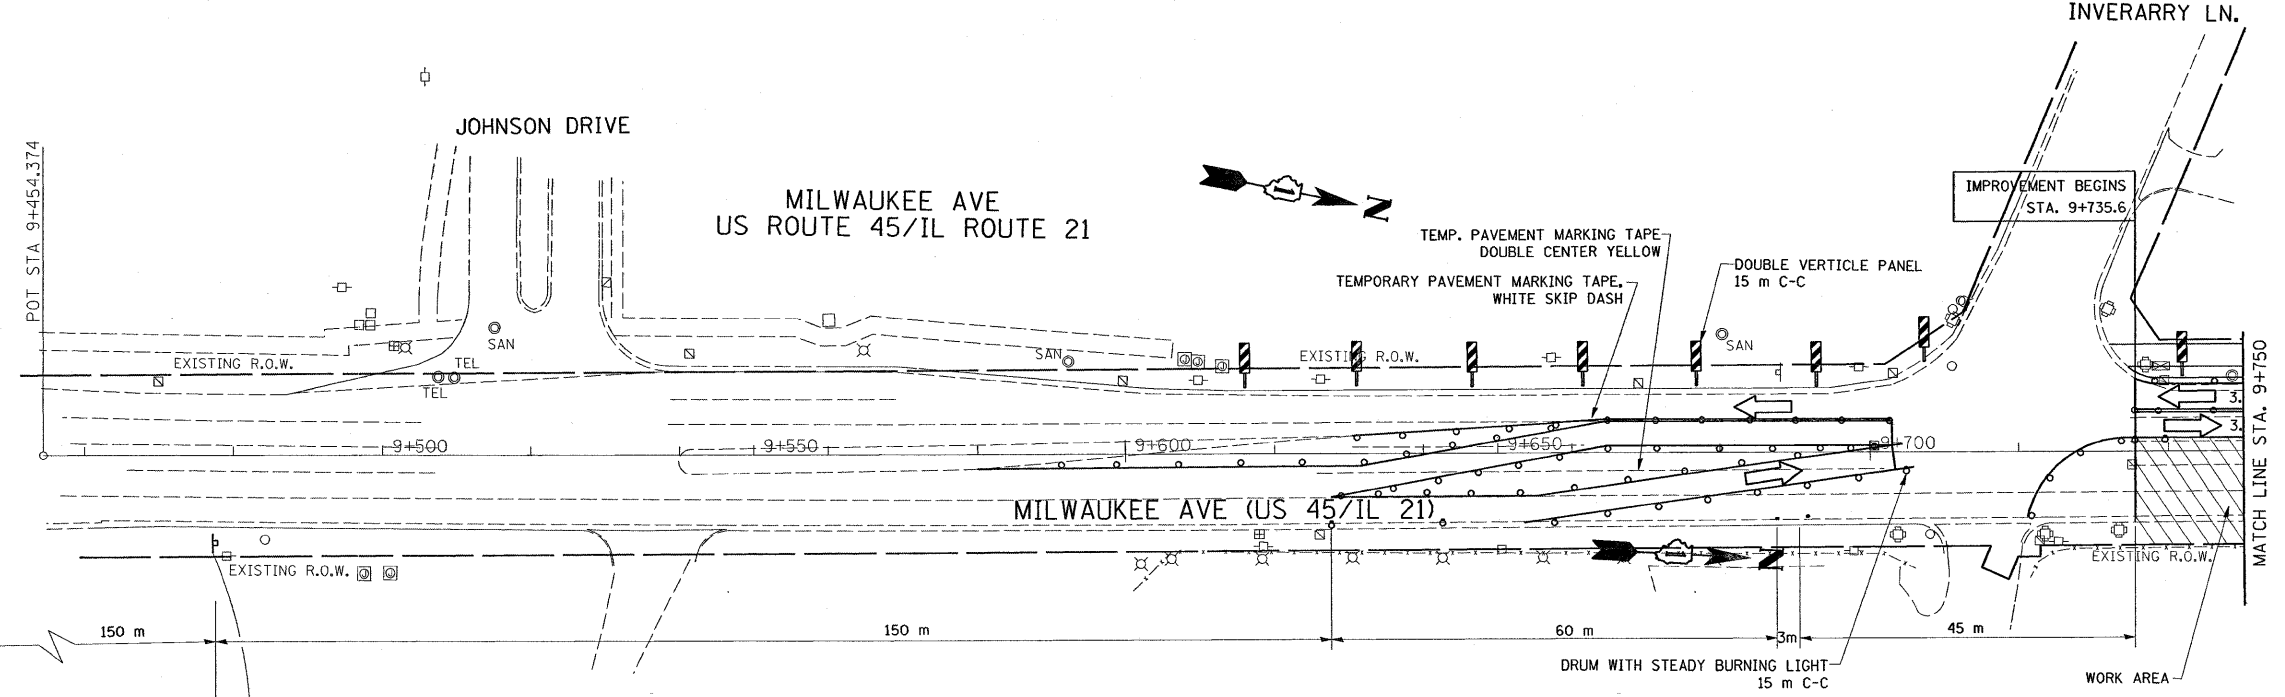 INVERARRY LN.
JOHNSON DRIVE
POT STA 9+454.374
MILWAUKEE AVE
US ROUTE 45/IL ROUTE 21
N
IMPROVEMENT BEGINS
STA. 9+735.6
TEMP. PAVEMENT MARKING TAPE
DOUBLE CENTER YELLOW
TEMPORARY PAVEMENT MARKING TAPE,
WHITE SKIP DASH
DOUBLE VERTICLE PANEL
15 m C-C
SAN
SAN
SAN
EXISTING R.O.W.
EXISTING R.O.W.
TEL
TEL
9+500
9+550
9+600
9+650
9+700
3.
3.
MATCH LINE STA. 9+750
MILWAUKEE AVE (US 45/IL 21)
N
EXISTING R.O.W.
EXISTING R.O.W.
150 m
150 m
60 m
3m
45 m
DRUM WITH STEADY BURNING LIGHT
15 m C-C
WORK AREA